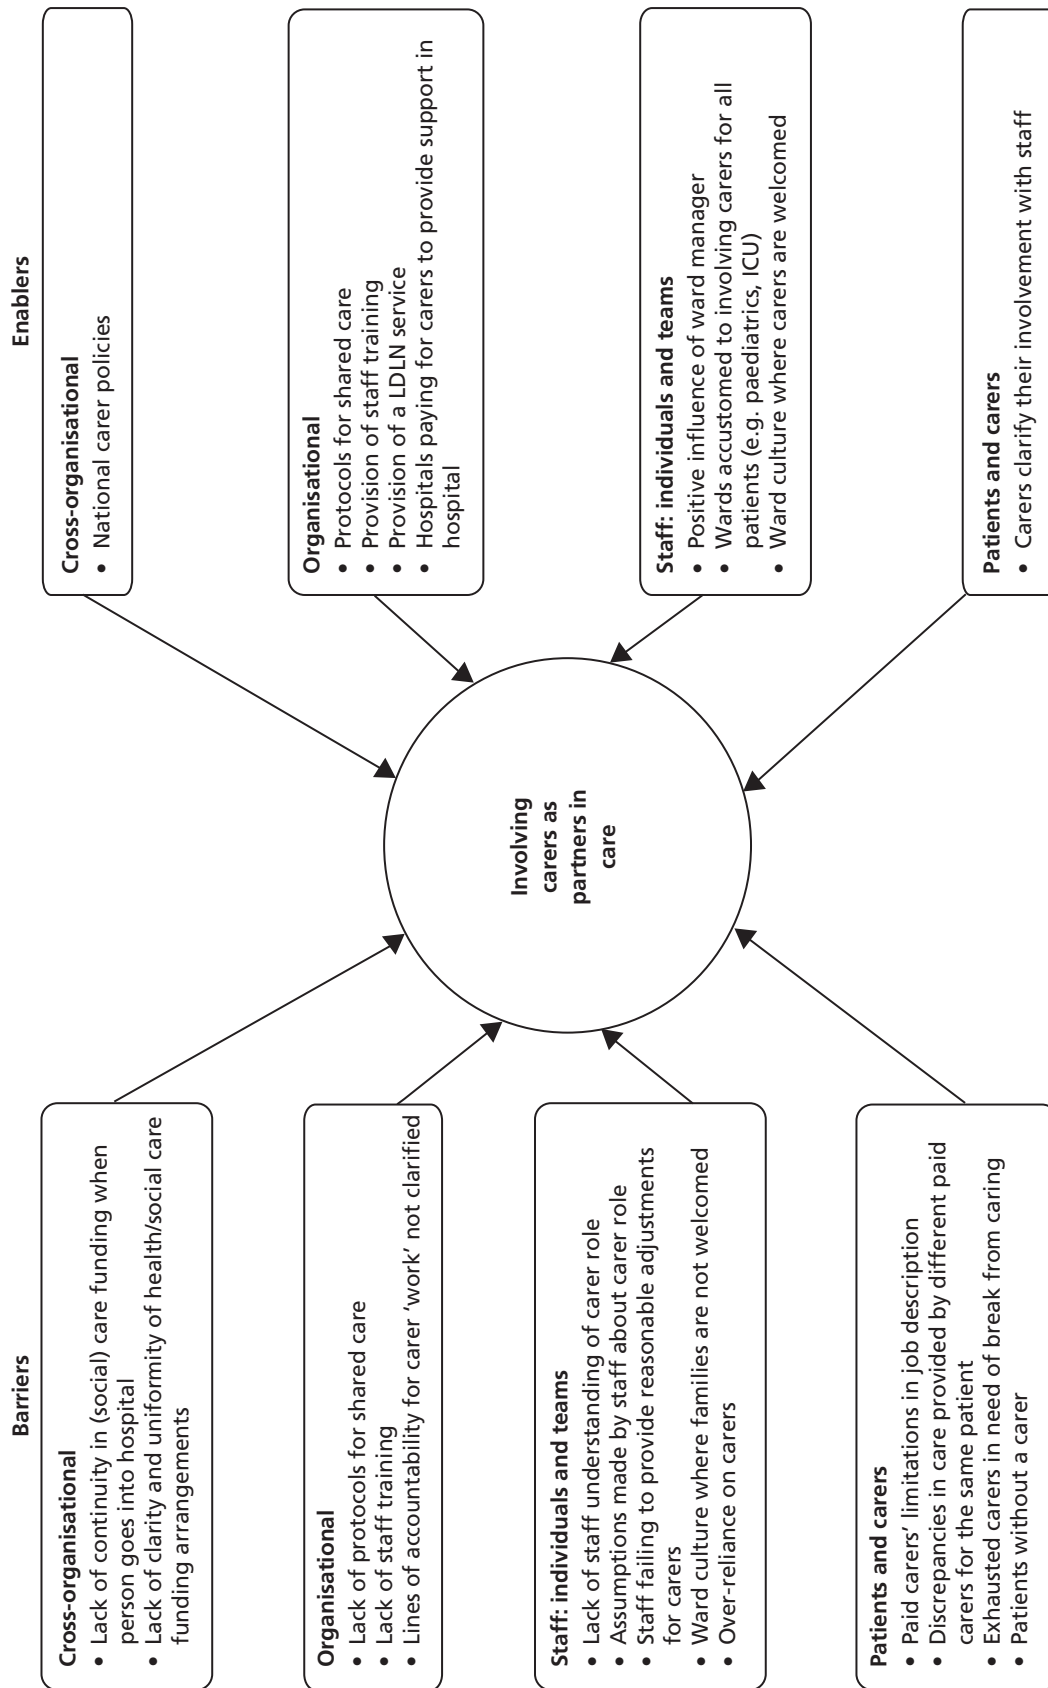 Barriers
Cross-organisational
• Lack of continuity in (social) care funding when
person goes into hospital
• Lack of clarity and uniformity of health/social care
funding arrangements
Organisational
• Lack of protocols for shared care
• Lack of staff training
• Lines of accountability for carer ‘work’ not clarified
Staff: individuals and teams
• Lack of staff understanding of carer role
• Assumptions made by staff about carer role
• Staff failing to provide reasonable adjustments
for carers
• Ward culture where families are not welcomed
• Over-reliance on carers
Patients and carers
• Paid carers’ limitations in job description
• Discrepancies in care provided by different paid
carers for the same patient
• Exhausted carers in need of break from caring
• Patients without a carer
Involving
carers as
partners in
care
Enablers
Cross-organisational
• National carer policies
Organisational
• Protocols for shared care
• Provision of staff training
• Provision of a LDLN service
• Hospitals paying for carers to provide support in
hospital
Staff: individuals and teams
• Positive influence of ward manager
• Wards accustomed to involving carers for all
patients (e.g. paediatrics, ICU)
• Ward culture where carers are welcomed
Patients and carers
• Carers clarify their involvement with staff